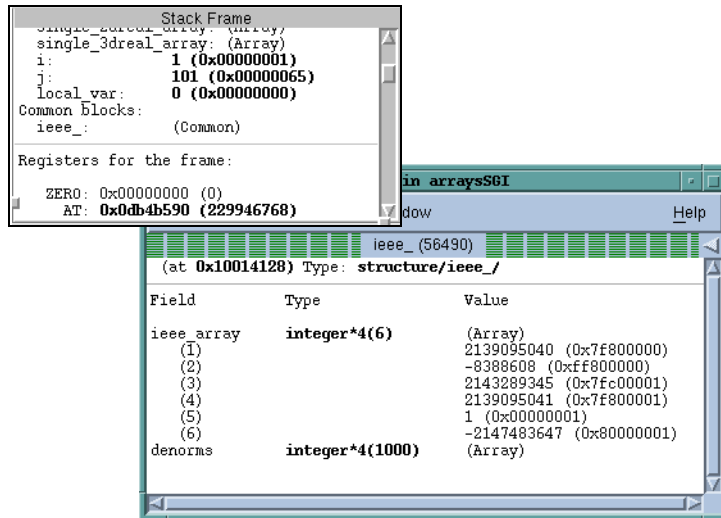 Stack Frame
single_2dreal_array: (Array)
single_3dreal_array: (Array)
i: 1 (0x00000001)
j: 101 (0x00000065)
local_var: 0 (0x00000000)
Common blocks:
ieee_: (Common)
Registers for the frame:
ZERO: 0x00000000 (0)
AT: 0x0db4b590 (229946768)
in arraysSGI
dow Help
ieee_ (56490)
(at 0x10014128) Type: structure/ieee_/
Field Type Value
ieee_array integer*4(6) (Array)
(1) 2139095040 (0x7f800000)
(2) -8388608 (0xff800000)
(3) 2143289345 (0x7fc00001)
(4) 2139095041 (0x7f800001)
(5) 1 (0x00000001)
(6) -2147483647 (0x80000001)
denorms integer*4(1000) (Array)